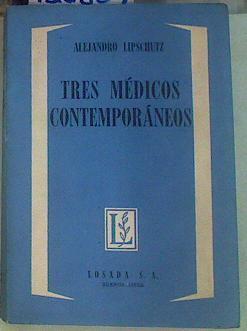 ALEJANDRO LIPSCHUTZ
TRES MÉDICOS
CONTEMPORÁNEOS
L
LOSADA S. A.
BUENOS AIRES